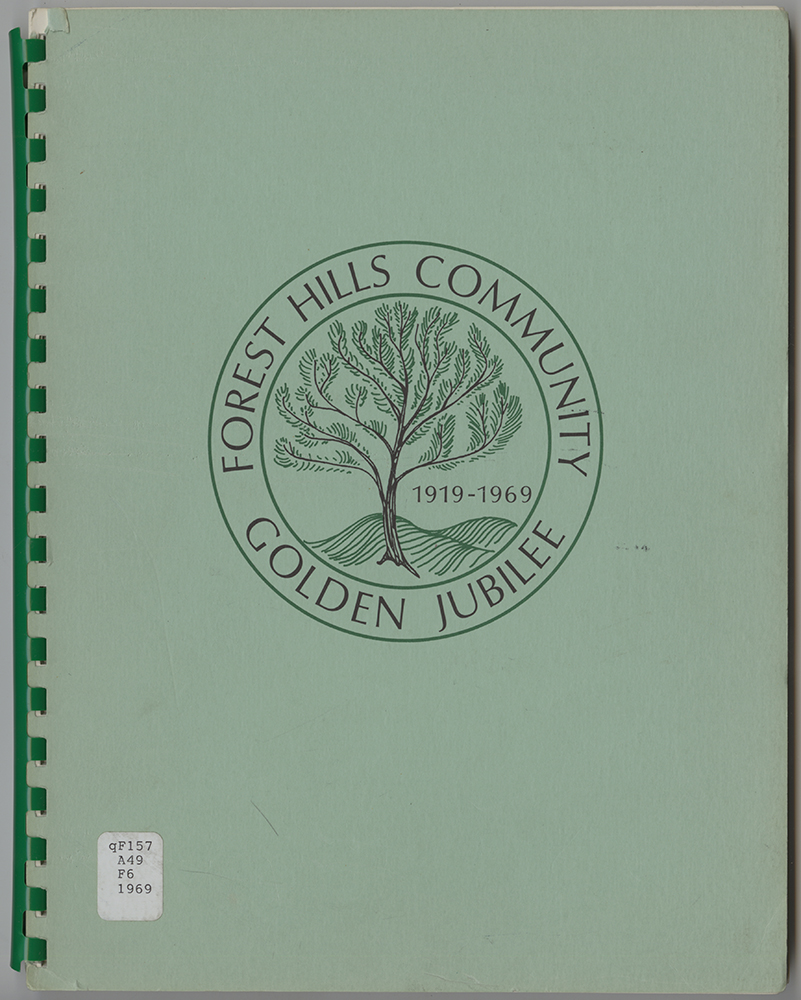 FOREST HILLS COMMUNITY
1919-1969
GOLDEN JUBILEE
qF157
A49
F6
1969